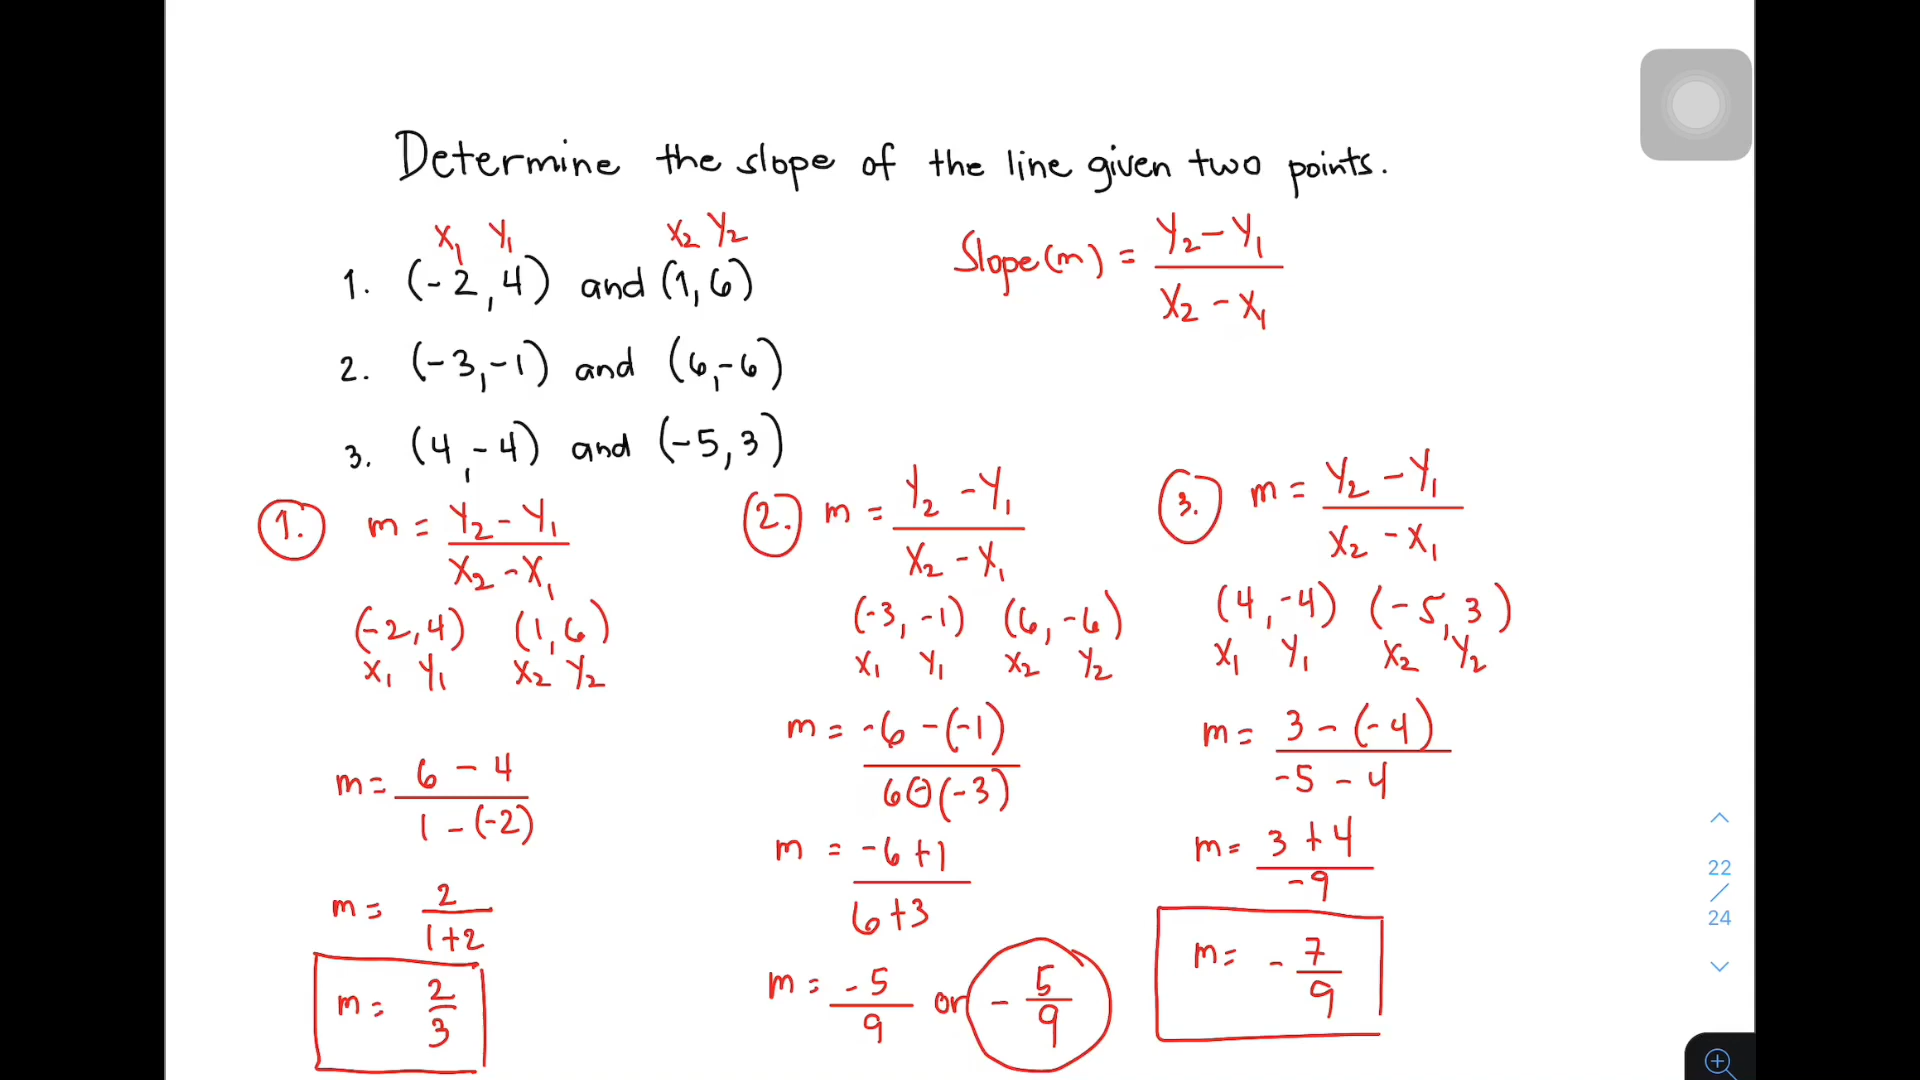 Determine the slope of the line given two points.
X₁ Y₁ X₂ Y₂
1. (-2,4) and (1,6)
Slope(m) = Y₂-Y₁ / X₂-X₁
2. (-3,-1) and (6,-6)
3. (4,-4) and (-5,3)
1. m = Y₂-Y₁ / X₂-X₁
(-2,4) (1,6)
X₁ Y₁ X₂ Y₂
m = 6 - 4 / 1 - (-2)
m = 2 / 1+2
m = 2/3
2. m = Y₂-Y₁ / X₂-X₁
(-3,-1) (6,-6)
X₁ Y₁ X₂ Y₂
m = -6-(-1) / 6-(-3)
m = -6+1 / 6+3
m = -5/9 or -5/9
3. m = Y₂-Y₁ / X₂-X₁
(4,-4) (-5,3)
X₁ Y₁ X₂ Y₂
m = 3-(-4) / -5-4
m = 3+4 / -9
m = -7/9
22
/
24